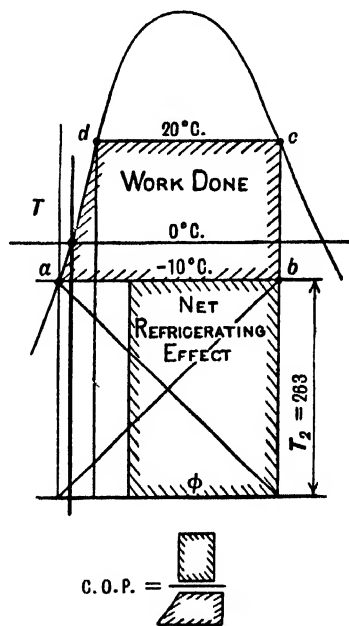 d
20°C.
c
WORK DONE
T
0°C.
a
-10°C.
b
NET
REFRIGERATING
EFFECT
T₂ = 263
ϕ
C.O.P. =